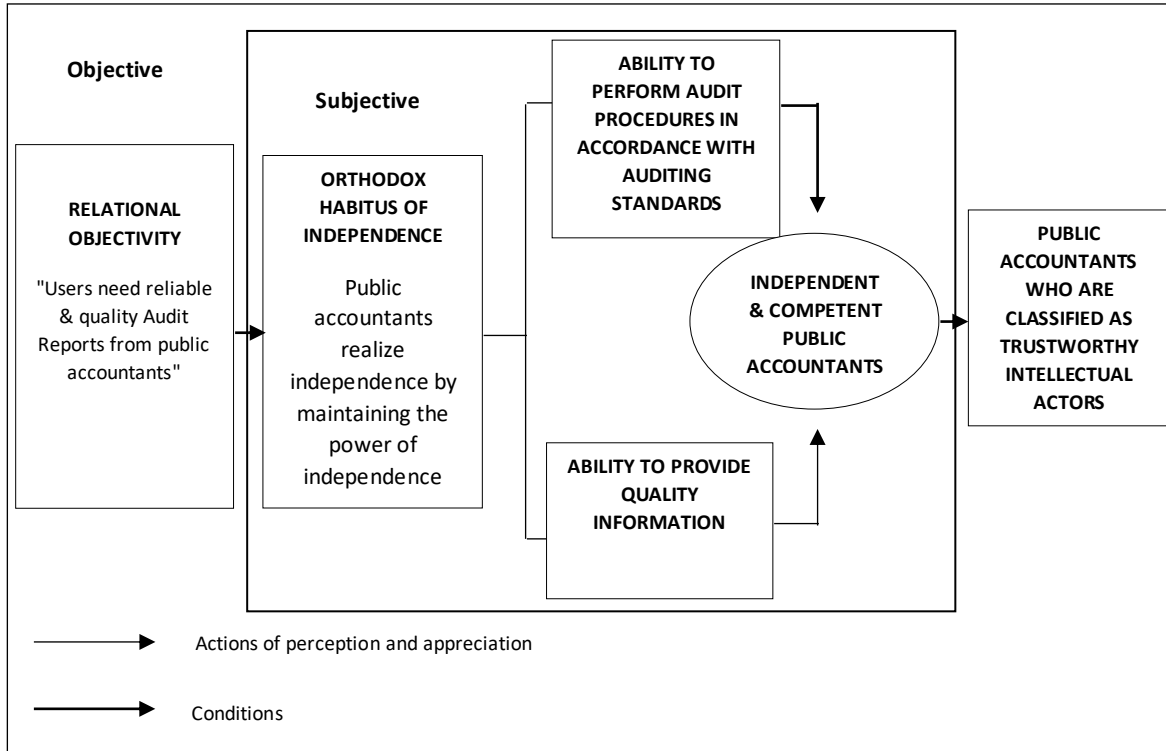 Objective
RELATIONAL
OBJECTIVITY
"Users need reliable
& quality Audit
Reports from public
accountants"
Subjective
ORTHODOX
HABITUS OF
INDEPENDENCE
Public
accountants
realize
independence by
maintaining the
power of
independence
ABILITY TO
PERFORM AUDIT
PROCEDURES IN
ACCORDANCE WITH
AUDITING
STANDARDS
ABILITY TO PROVIDE
QUALITY
INFORMATION
INDEPENDENT
& COMPETENT
PUBLIC
ACCOUNTANTS
PUBLIC
ACCOUNTANTS
WHO ARE
CLASSIFIED AS
TRUSTWORTHY
INTELLECTUAL
ACTORS
Actions of perception and appreciation
Conditions